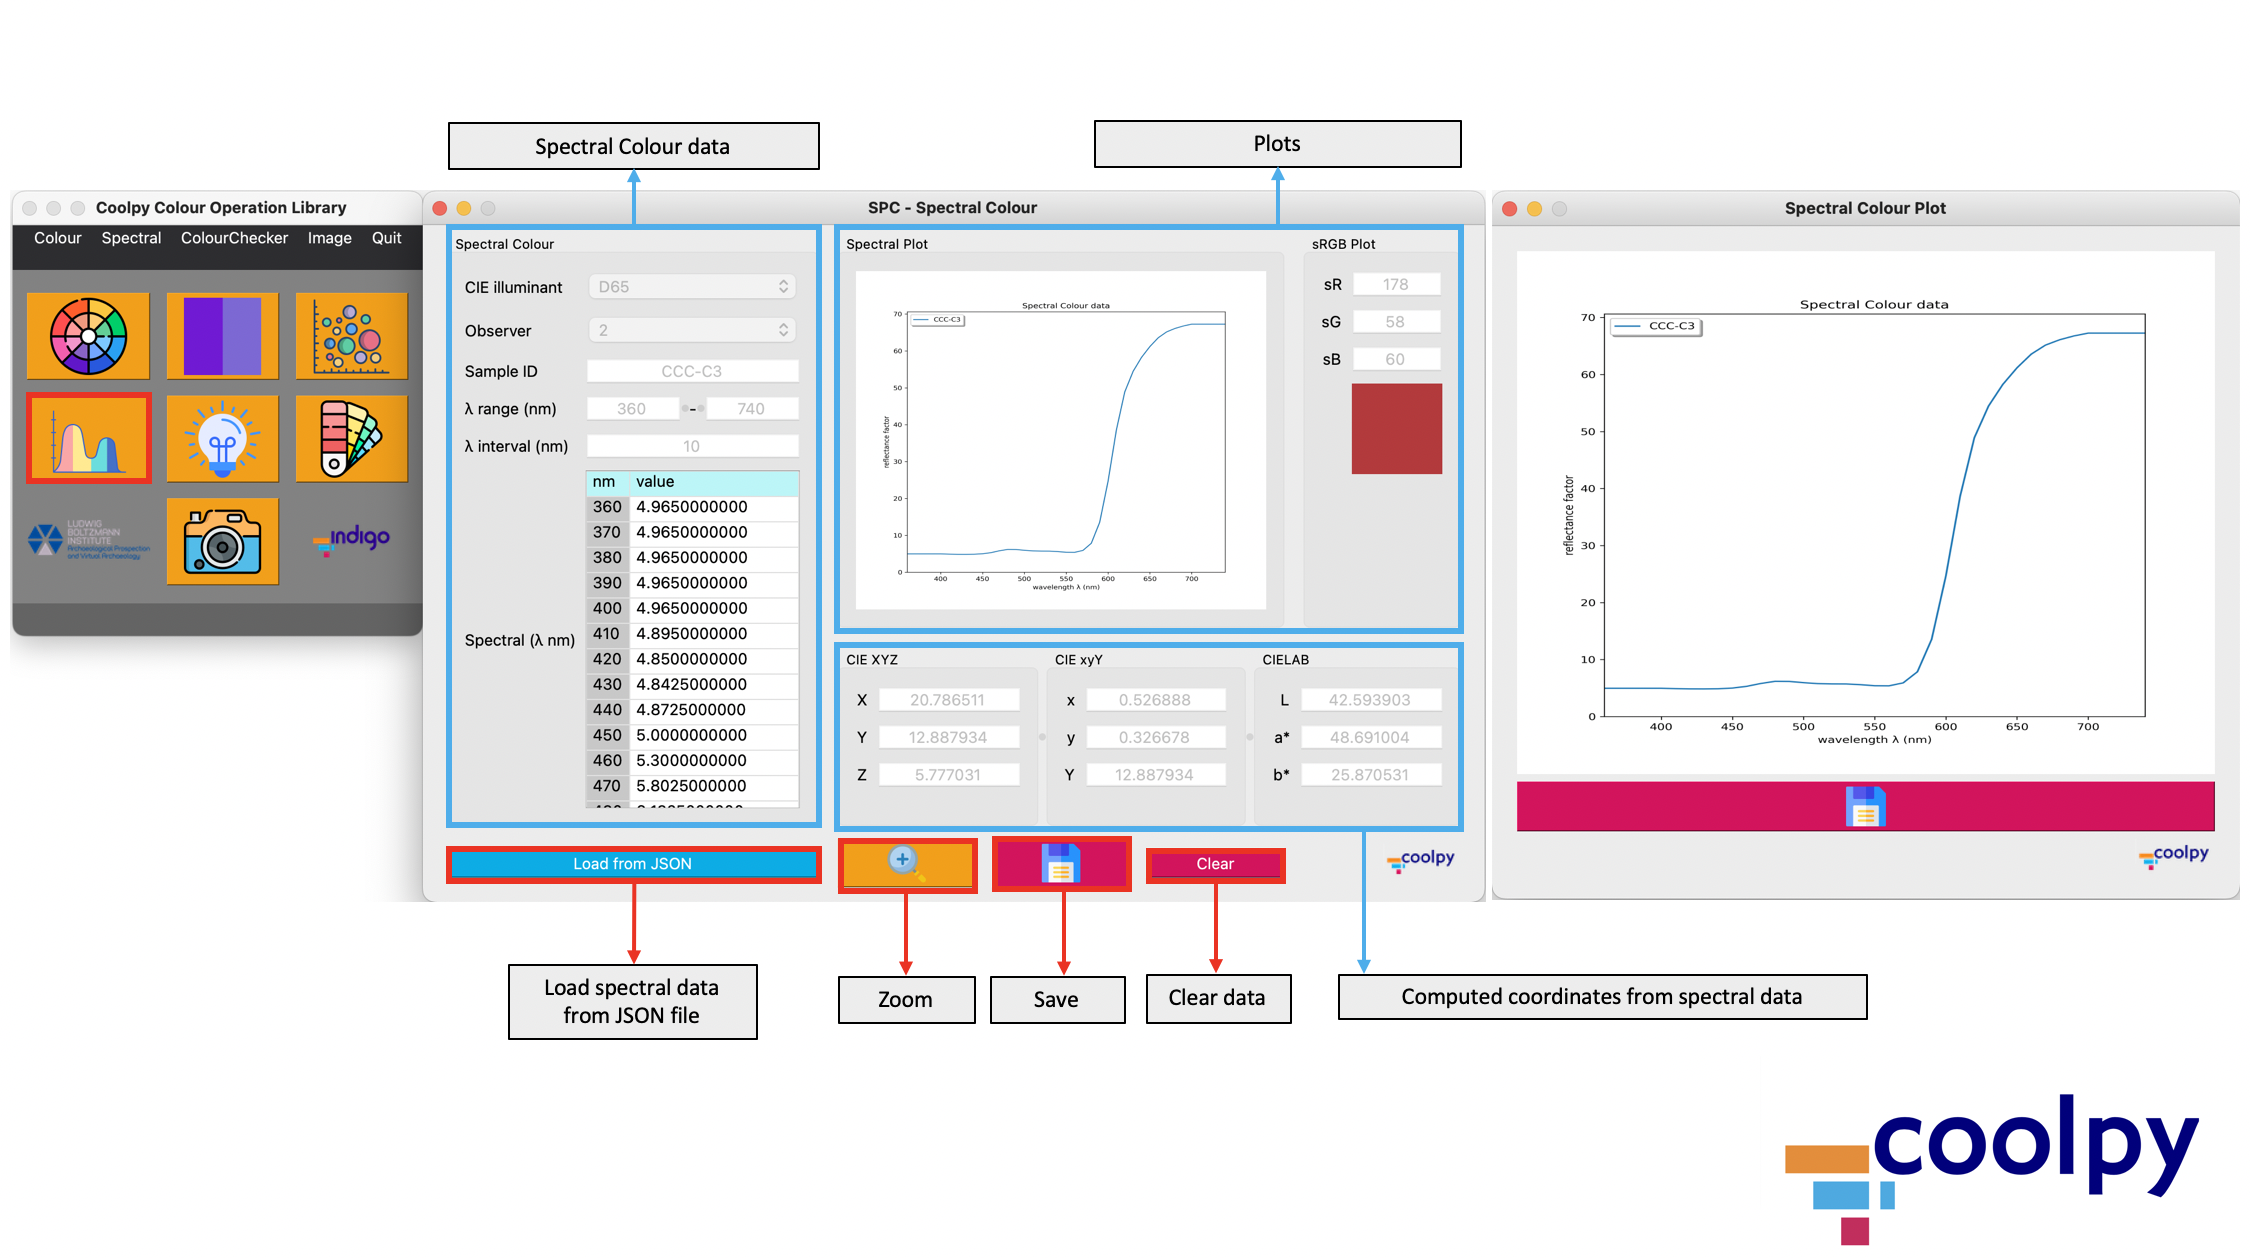 Spectral Colour data
Plots
Coolpy Colour Operation Library
Colour Spectral ColourChecker Image Quit
LUDWIG
BOLTZMANN
INSTITUTE
Archaeological Prospection
and Virtual Archaeology
indigo
SPC - Spectral Colour
Spectral Colour
CIE illuminant D65
Observer 2
Sample ID CCC-C3
λ range (nm) 360 - 740
λ interval (nm) 10
Spectral (λ nm)
nm value
360 4.9650000000
370 4.9650000000
380 4.9650000000
390 4.9650000000
400 4.9650000000
410 4.8950000000
420 4.8500000000
430 4.8425000000
440 4.8725000000
450 5.0000000000
460 5.3000000000
470 5.8025000000
Load from JSON
Spectral Plot
Spectral Colour data
CCC-C3
70
60
50
40
30
20
10
0
reflectance factor
400 450 500 550 600 650 700
wavelength λ (nm)
sRGB Plot
sR 178
sG 58
sB 60
CIE XYZ
X 20.786511
Y 12.887934
Z 5.777031
CIE xyY
x 0.526888
y 0.326678
Y 12.887934
CIELAB
L 42.593903
a* 48.691004
b* 25.870531
Clear
coolpy
Spectral Colour Plot
Spectral Colour data
CCC-C3
70
60
50
40
30
20
10
0
reflectance factor
400 450 500 550 600 650 700
wavelength λ (nm)
coolpy
Load spectral data
from JSON file
Zoom
Save
Clear data
Computed coordinates from spectral data
coolpy